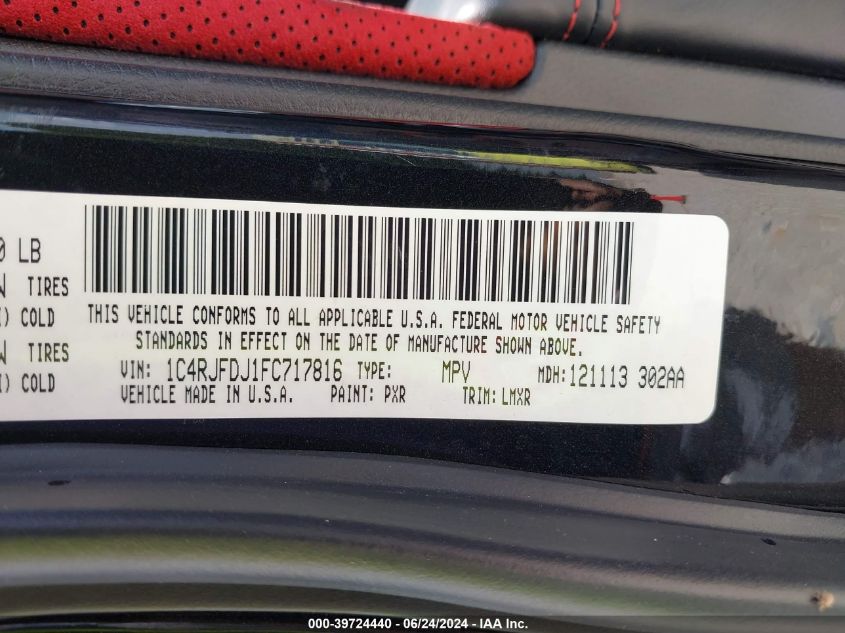 0 LB
TIRES
) COLD
TIRES
) COLD
THIS VEHICLE CONFORMS TO ALL APPLICABLE U.S.A. FEDERAL MOTOR VEHICLE SAFETY
STANDARDS IN EFFECT ON THE DATE OF MANUFACTURE SHOWN ABOVE.
VIN: 1C4RJFDJ1FC717816 TYPE: MPV MDH:121113 302AA
VEHICLE MADE IN U.S.A. PAINT: PXR TRIM:LMXR
000-39724440 - 06/24/2024 - IAA Inc.